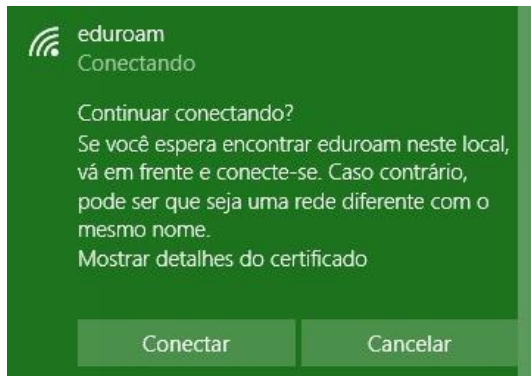 eduroam
Conectando
Continuar conectando?
Se você espera encontrar eduroam neste local,
vá em frente e conecte-se. Caso contrário,
pode ser que seja uma rede diferente com o
mesmo nome.
Mostrar detalhes do certificado
Conectar
Cancelar